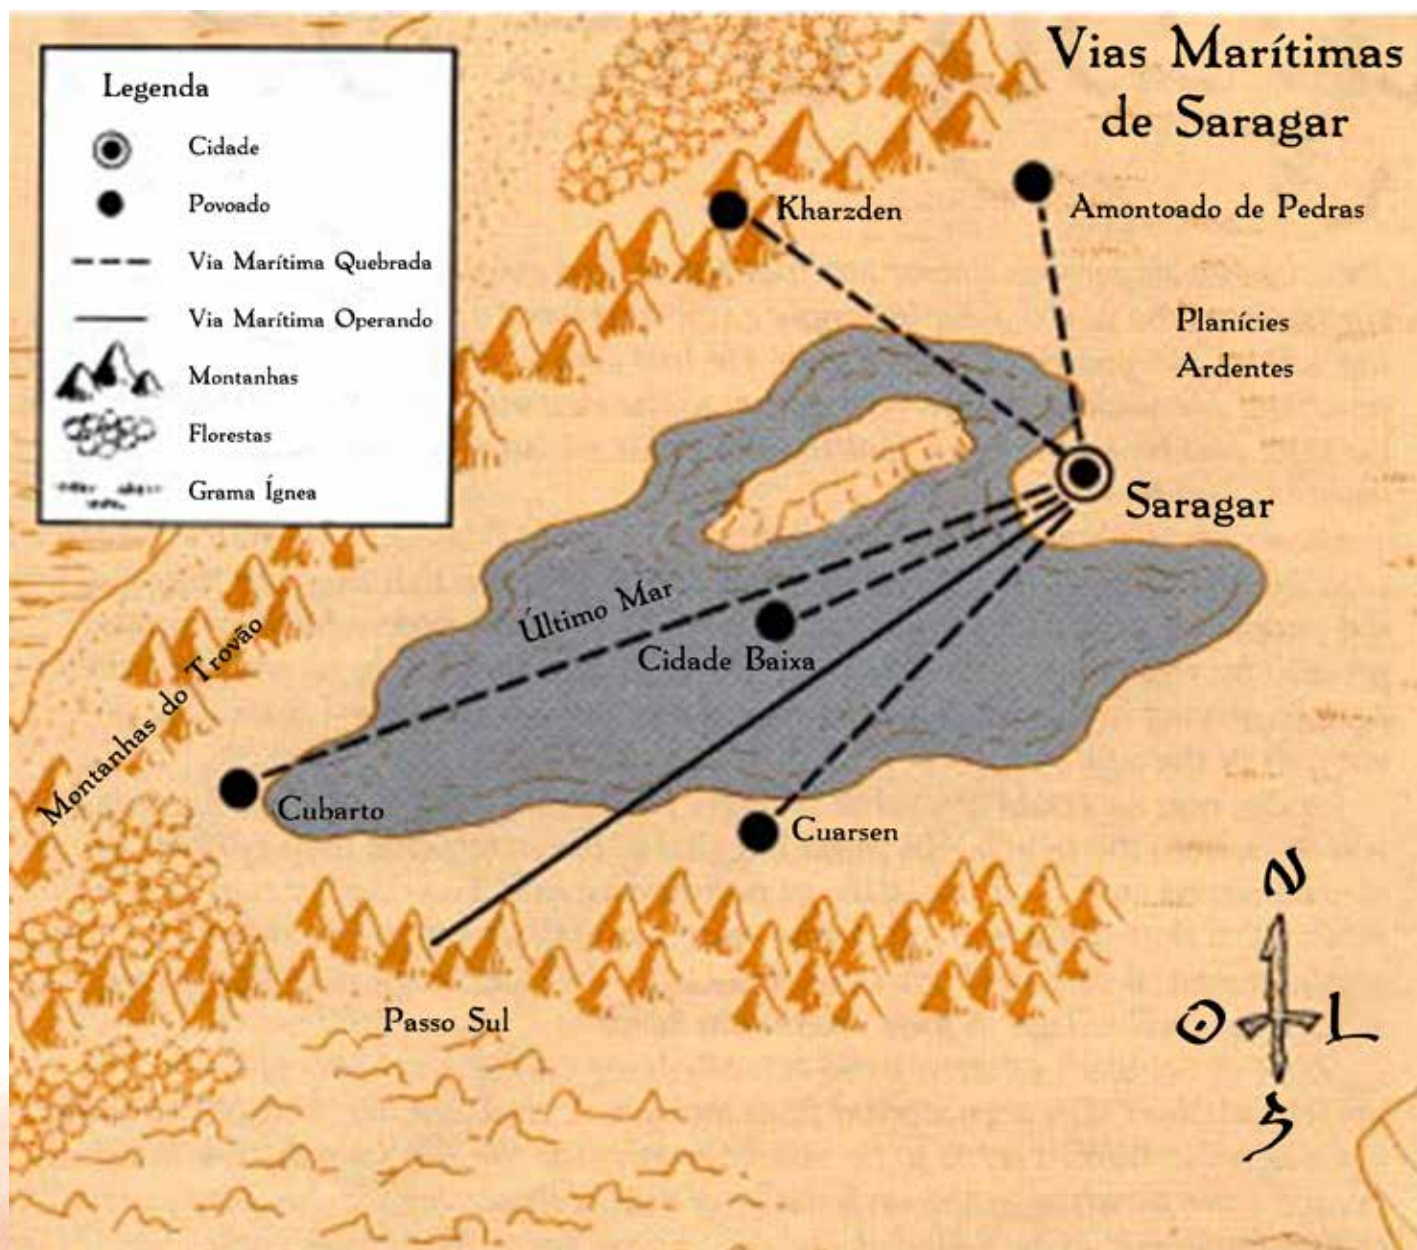 Vias Marítimas
de Saragar
Legenda
Cidade
Povoado
Via Marítima Quebrada
Via Marítima Operando
Montanhas
Florestas
Grama Ígnea
Kharzden
Amontoado de Pedras
Planícies
Ardentes
Saragar
Último Mar
Cidade Baixa
Montanhas do Trovão
Cubarto
Cuarsen
Passo Sul
N
O
L
S